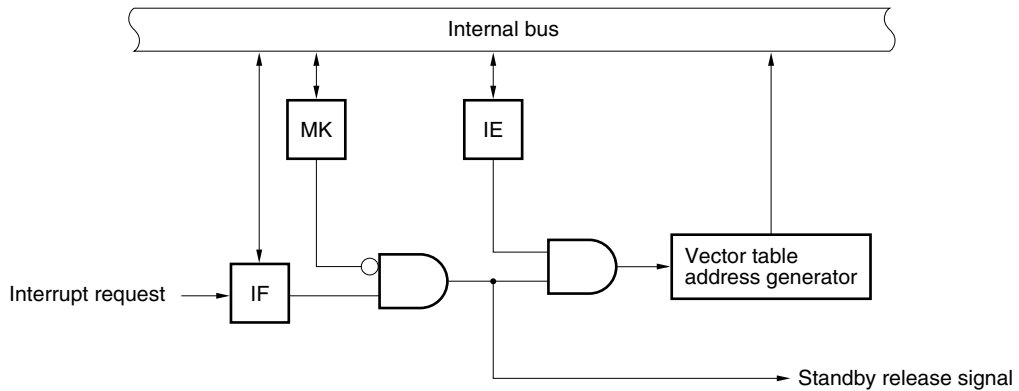 Internal bus
MK
IE
Vector table
address generator
Interrupt request
IF
Standby release signal